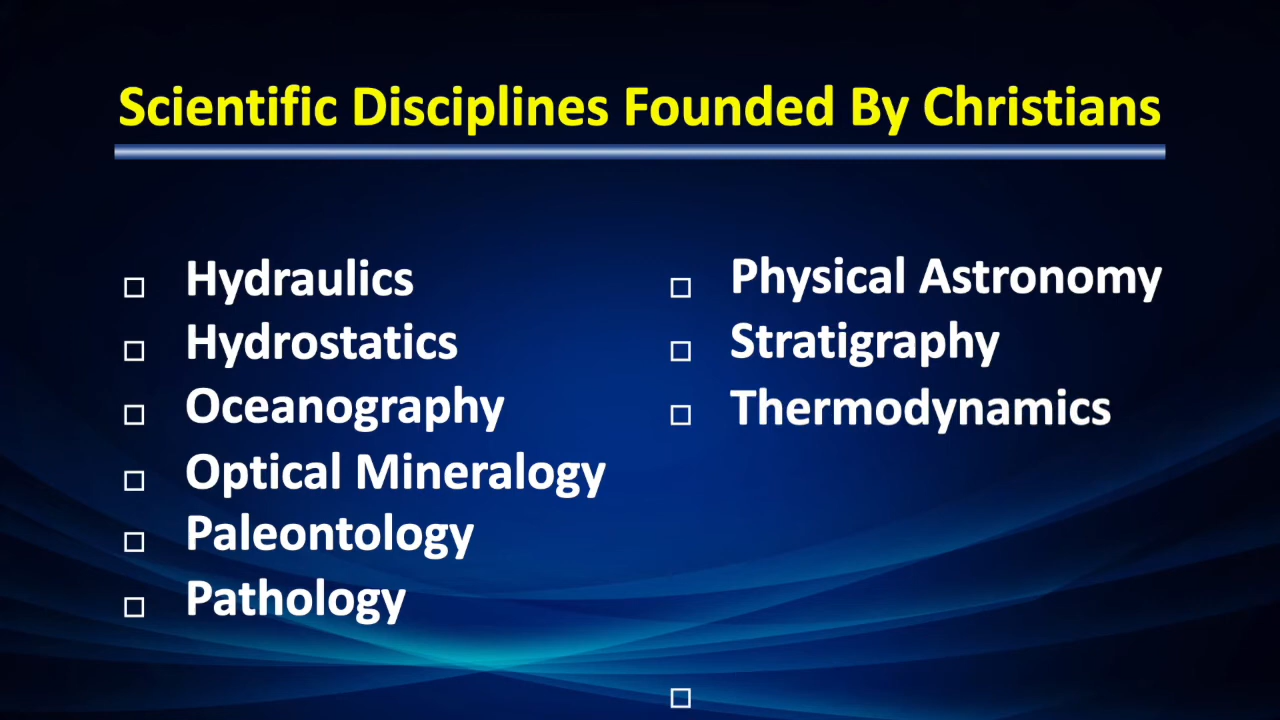 Scientific Disciplines Founded By Christians
Hydraulics
Hydrostatics
Oceanography
Optical Mineralogy
Paleontology
Pathology
Physical Astronomy
Stratigraphy
Thermodynamics